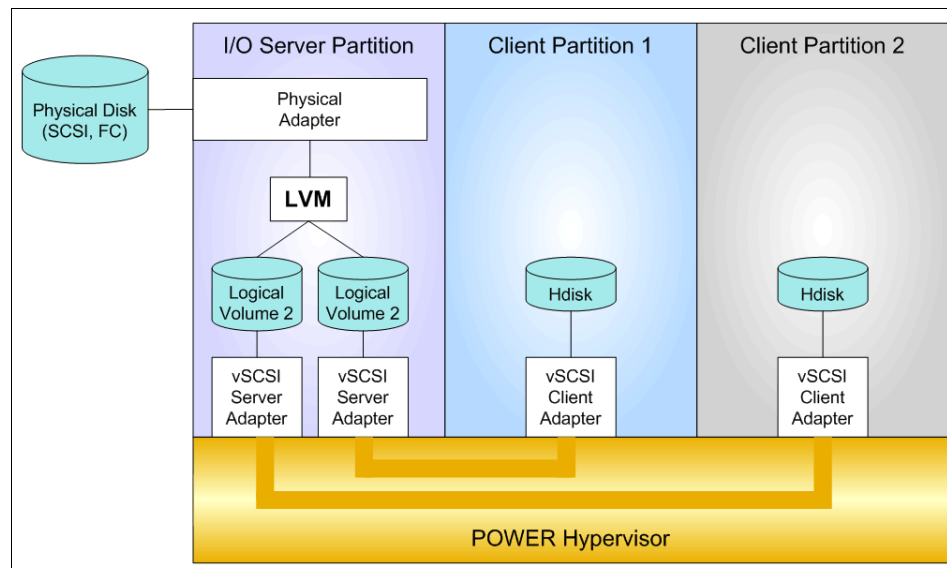 I/O Server Partition
Client Partition 1
Client Partition 2
Physical Disk
(SCSI, FC)
Physical
Adapter
LVM
Logical
Volume 2
Logical
Volume 2
Hdisk
Hdisk
vSCSI
Server
Adapter
vSCSI
Server
Adapter
vSCSI
Client
Adapter
vSCSI
Client
Adapter
POWER Hypervisor